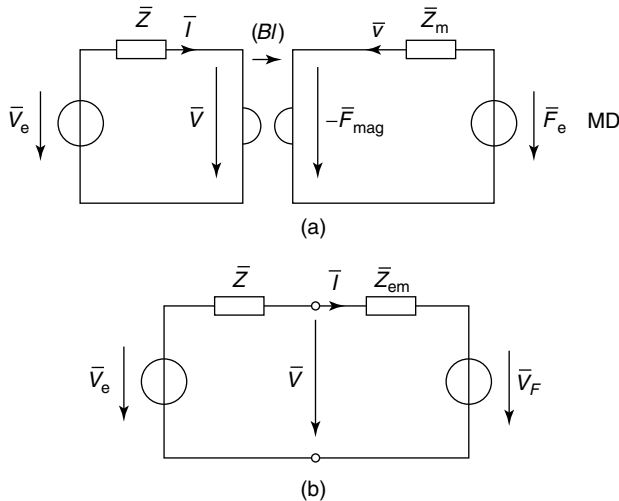 Z̄ Ī (Bl) v̄ Z̄m
V̄e V̄ −F̄mag F̄e MD
(a)
Z̄ Ī Z̄em
V̄e V̄ V̄F
(b)